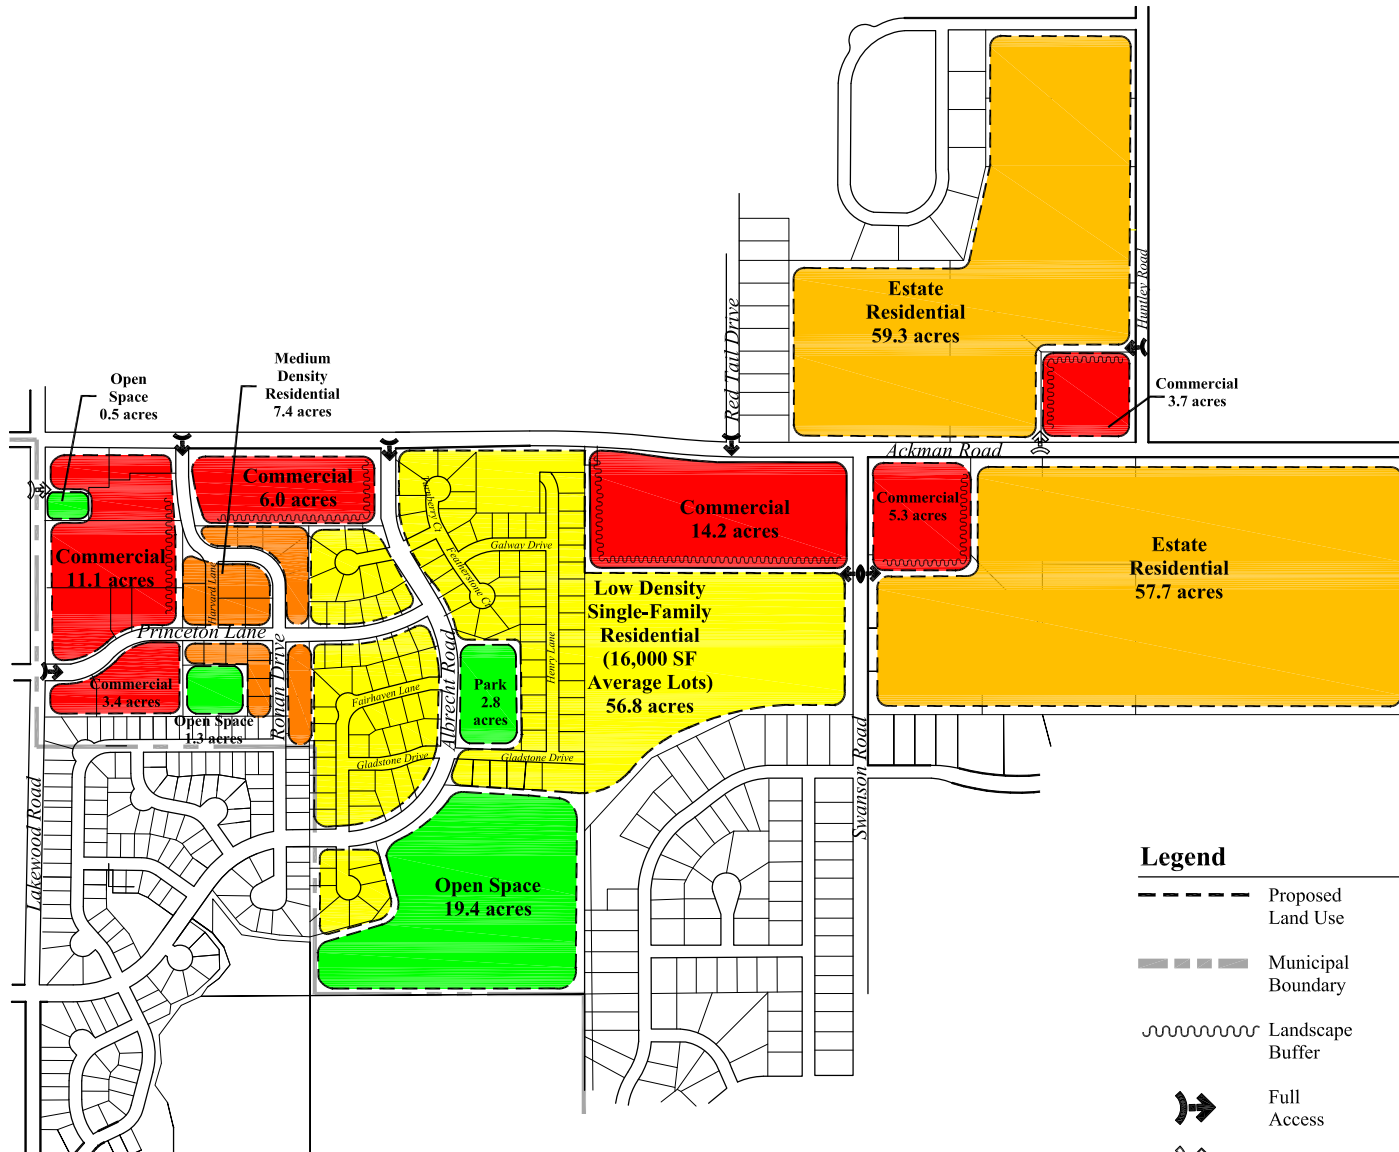 Estate
Residential
59.3 acres
Huntley Road
Red Tail Drive
Commercial
3.7 acres
Medium
Density
Residential
7.4 acres
Open
Space
0.5 acres
Ackman Road
Commercial
6.0 acres
Commercial
14.2 acres
Commercial
5.3 acres
Commercial
11.1 acres
Galway Drive
Featherstone Ct
Harvard Lane
Estate
Residential
57.7 acres
Low Density
Single-Family
Residential
(16,000 SF
Average Lots)
56.8 acres
Princeton Lane
Ronan Drive
Albrecht Road
Henry Lane
Park
2.8
acres
Commercial
3.4 acres
Fairhaven Lane
Open Space
1.3 acres
Gladstone Drive
Gladstone Drive
Swanson Road
Lakewood Road
Open Space
19.4 acres
Legend
Proposed
Land Use
Municipal
Boundary
Landscape
Buffer
Full
Access